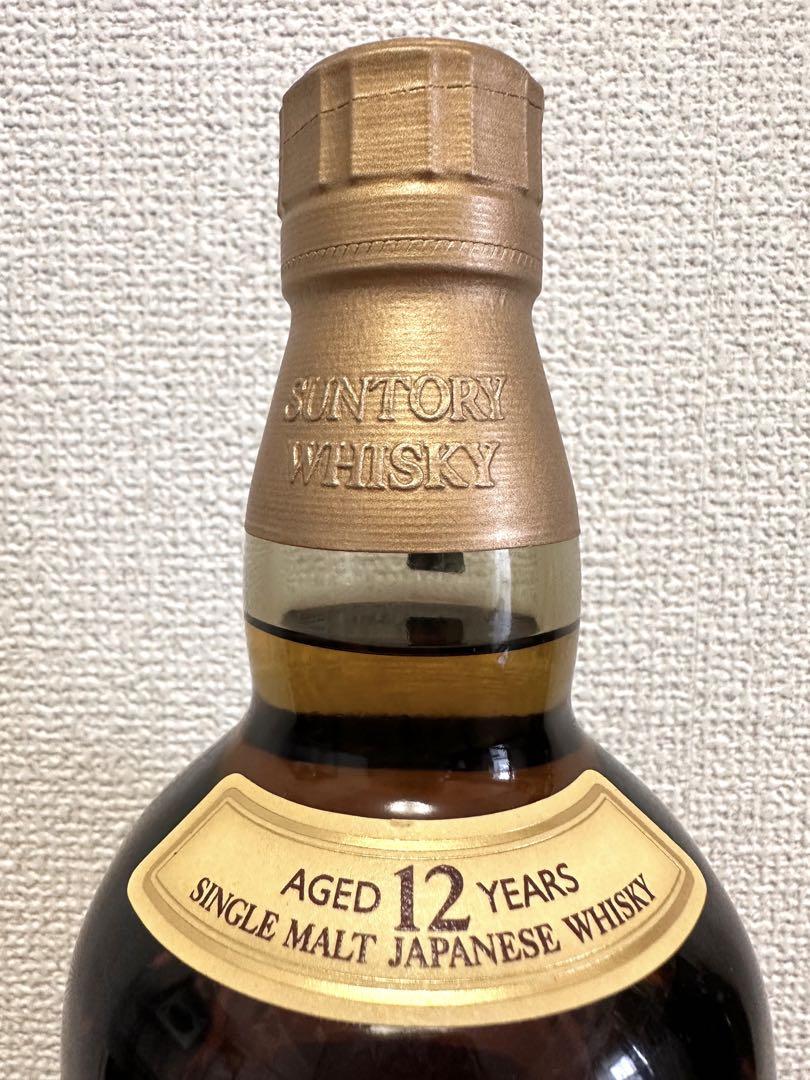 SUNTORY
WHISKY
AGED 12 YEARS
SINGLE MALT JAPANESE WHISKY